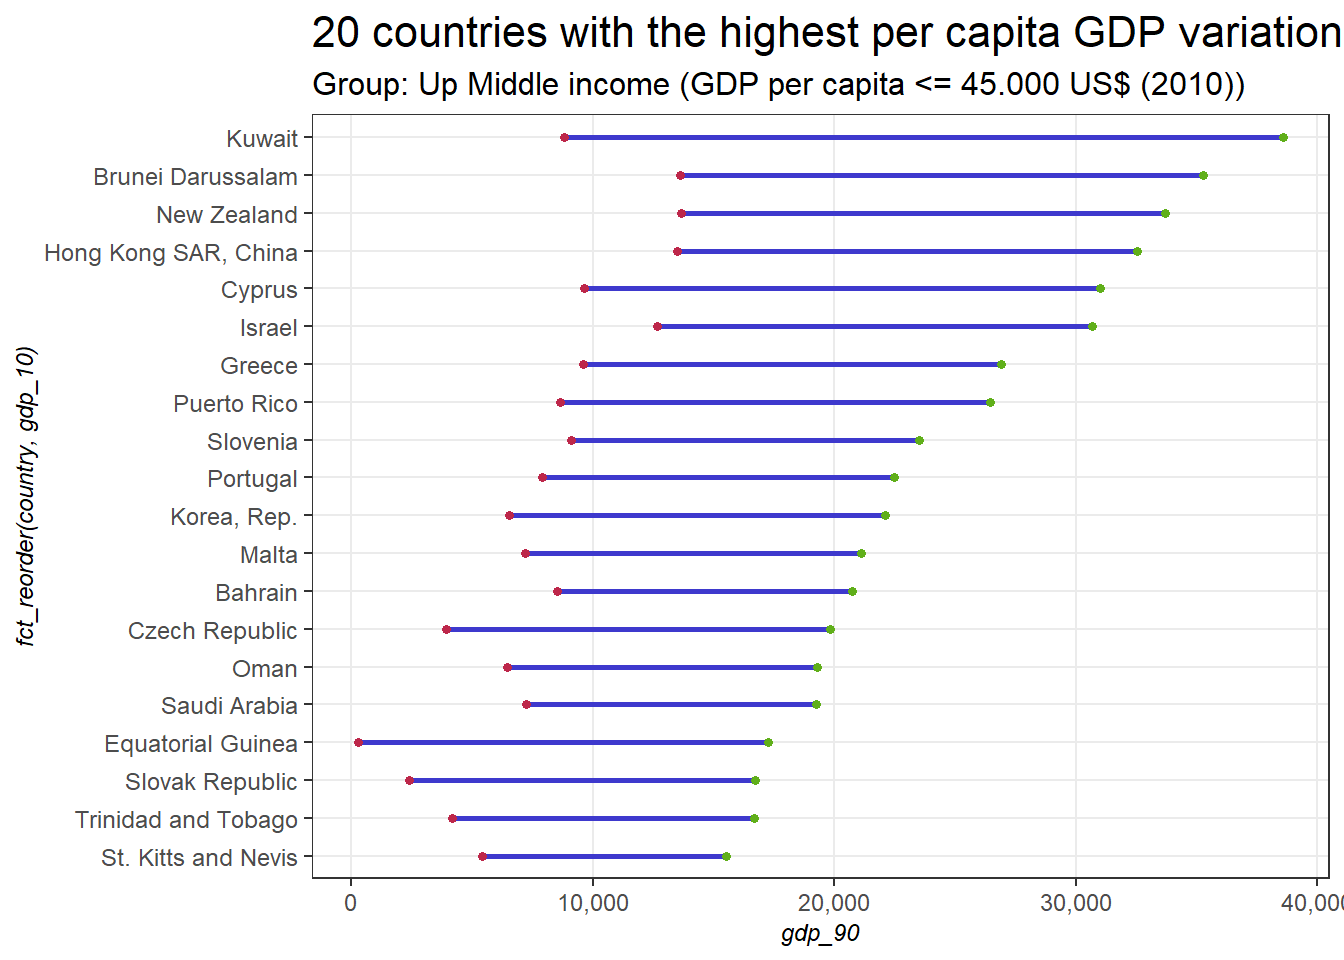 20 countries with the highest per capita GDP variation
Group: Up Middle income (GDP per capita <= 45.000 US$ (2010))
fct_reorder(country, gdp_10)
Kuwait
Brunei Darussalam
New Zealand
Hong Kong SAR, China
Cyprus
Israel
Greece
Puerto Rico
Slovenia
Portugal
Korea, Rep.
Malta
Bahrain
Czech Republic
Oman
Saudi Arabia
Equatorial Guinea
Slovak Republic
Trinidad and Tobago
St. Kitts and Nevis
0 10,000 20,000 30,000 40,00
gdp_90